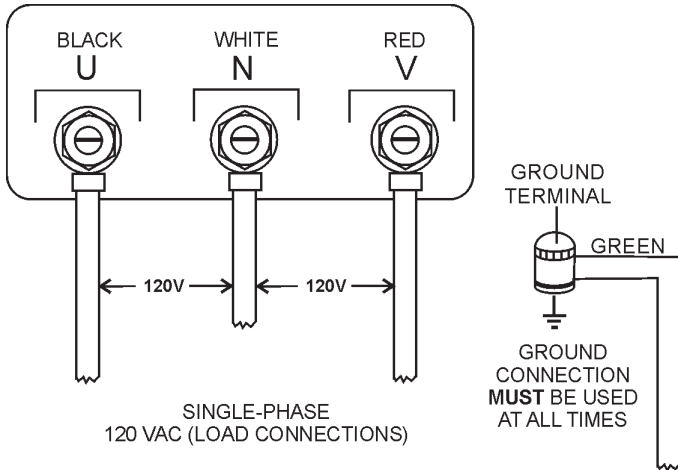 BLACK
U
WHITE
N
RED
V
120V
120V
SINGLE-PHASE
120 VAC (LOAD CONNECTIONS)
GROUND
TERMINAL
GREEN
GROUND
CONNECTION
MUST BE USED
AT ALL TIMES